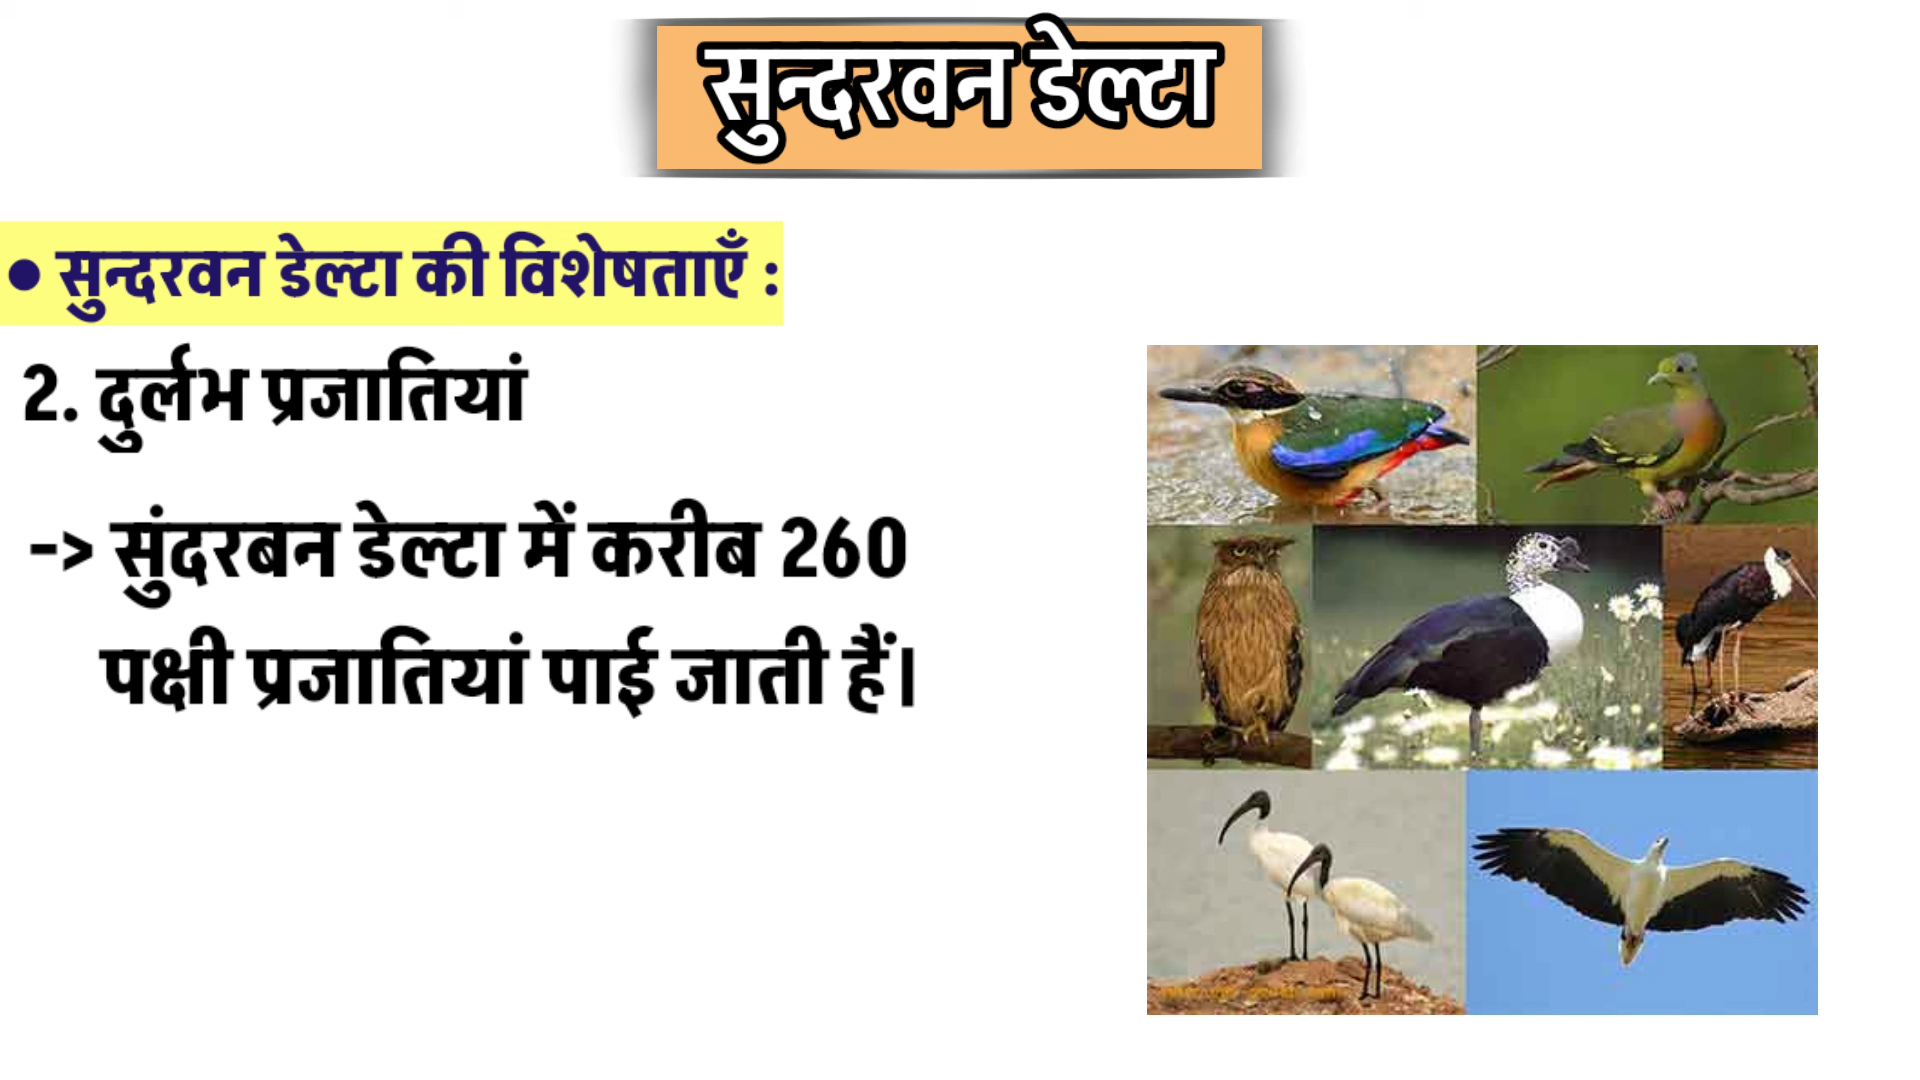 सुन्दरवन डेल्टा
● सुन्दरवन डेल्टा की विशेषताएँ :
2. दुर्लभ प्रजातियां
-> सुंदरबन डेल्टा में करीब 260
पक्षी प्रजातियां पाई जाती हैं।